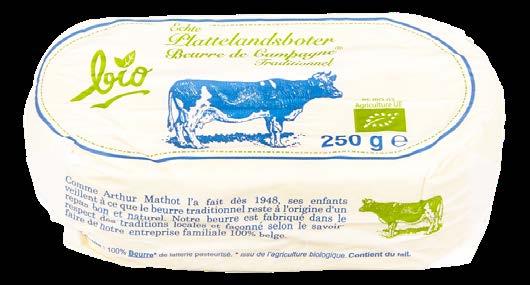 bio
Echte
Plattelandsboter
Beurre de Campagne®
Traditionnel
Agriculture UE
250 g e
Comme Arthur Mathot l'a fait dès 1948, ses enfants
veillent à ce que le beurre traditionnel reste à l'origine d'un
repas bon et naturel. Notre beurre est fabriqué dans le
respect des traditions locales et façonné selon le savoir
faire de notre entreprise familiale 100% belge.
100% Beurre* de laiterie pasteurisé. * issu de l'agriculture biologique. Contient du lait.